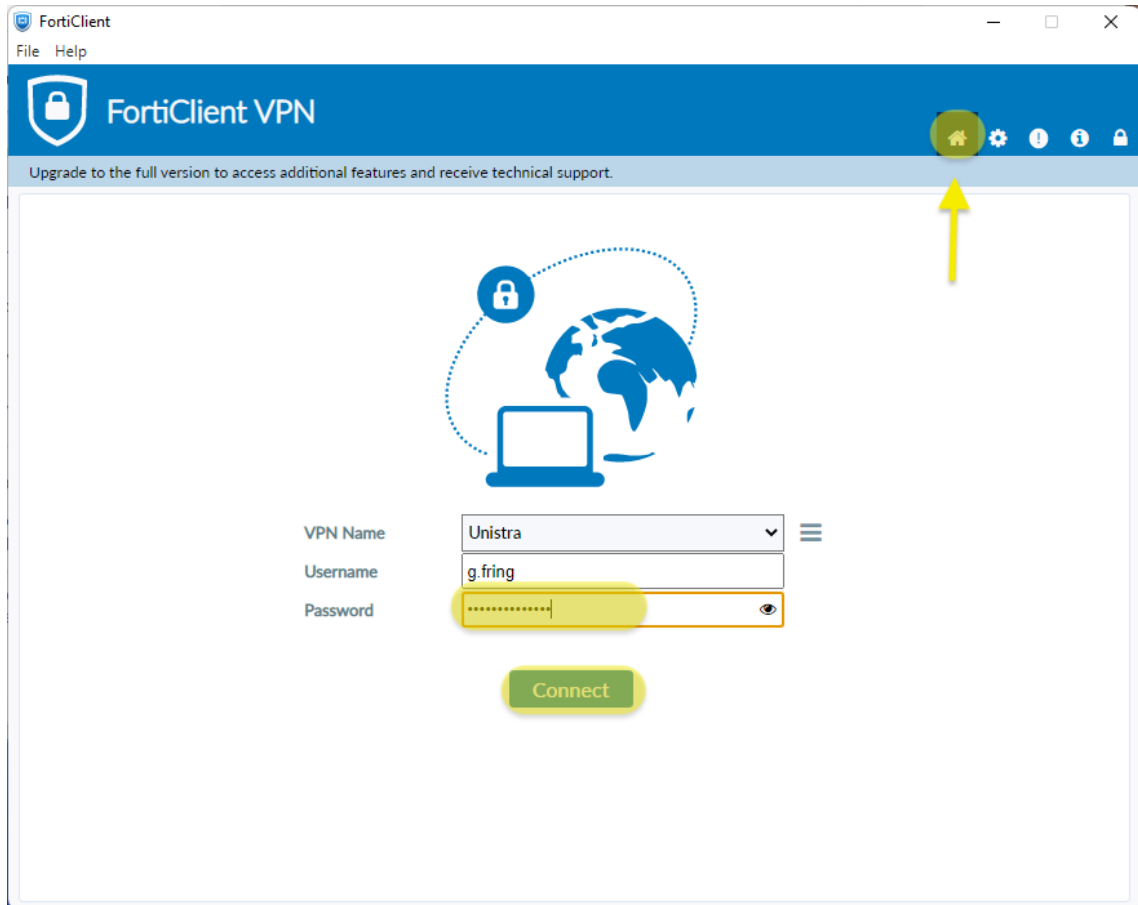 FortiClient
File Help
FortiClient VPN
Upgrade to the full version to access additional features and receive technical support.
VPN Name
Unistra
Username
g.fring
Password
••••••••••••••
Connect